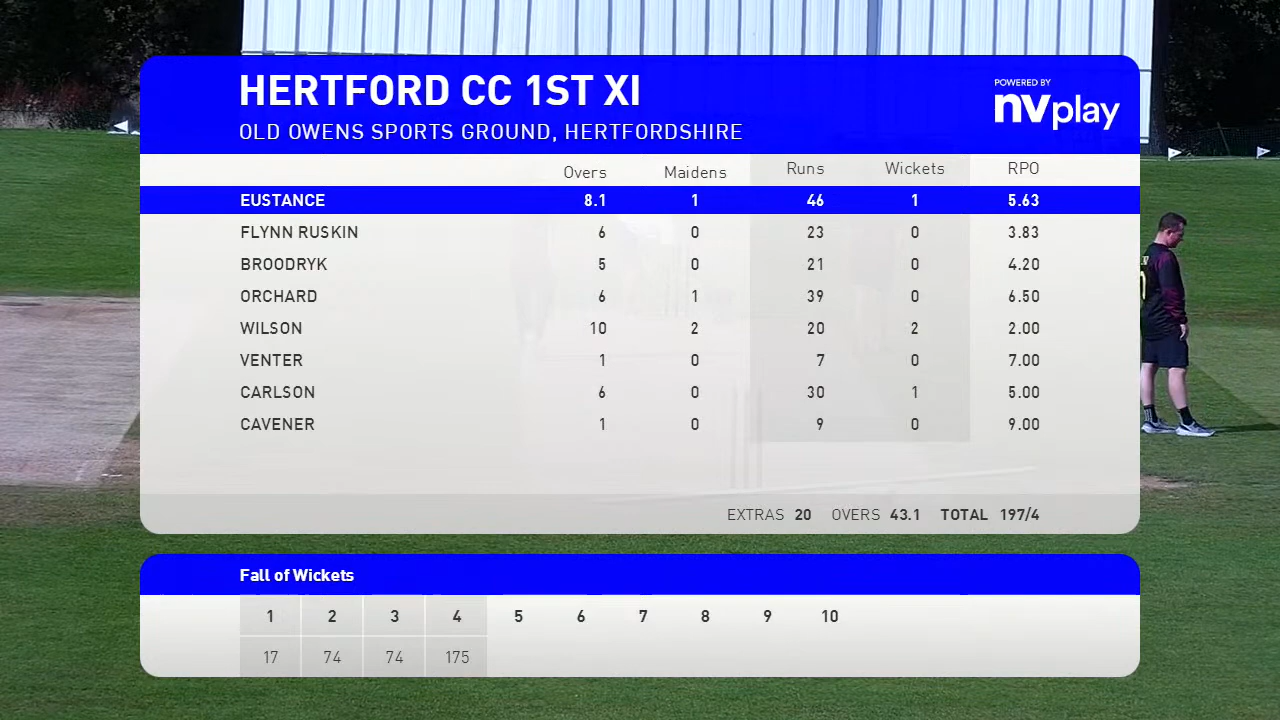 HERTFORD CC 1ST XI
OLD OWENS SPORTS GROUND, HERTFORDSHIRE
POWERED BY
nvplay
Overs Maidens Runs Wickets RPO
EUSTANCE 8.1 1 46 1 5.63
FLYNN RUSKIN 6 0 23 0 3.83
BROODRYK 5 0 21 0 4.20
ORCHARD 6 1 39 0 6.50
WILSON 10 2 20 2 2.00
VENTER 1 0 7 0 7.00
CARLSON 6 0 30 1 5.00
CAVENER 1 0 9 0 9.00
EXTRAS 20 OVERS 43.1 TOTAL 197/4
Fall of Wickets
1 2 3 4 5 6 7 8 9 10
17 74 74 175